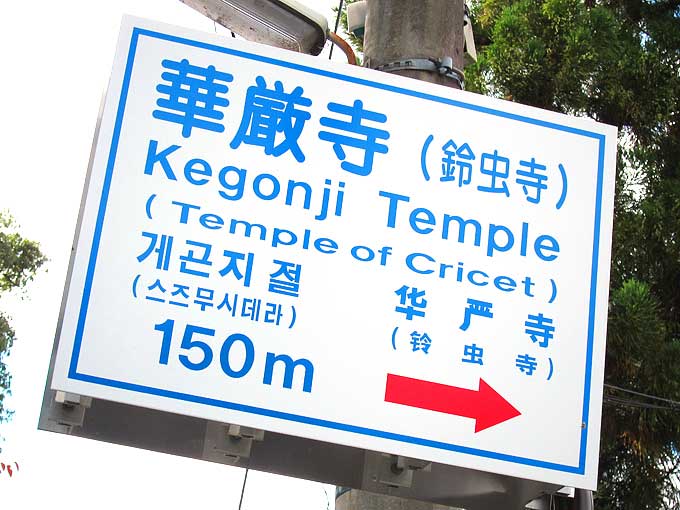 華厳寺（鈴虫寺）
Kegonji Temple
( Temple of Cricet )
게곤지 절
(스즈무시데라)
华严寺
(铃虫寺)
150m